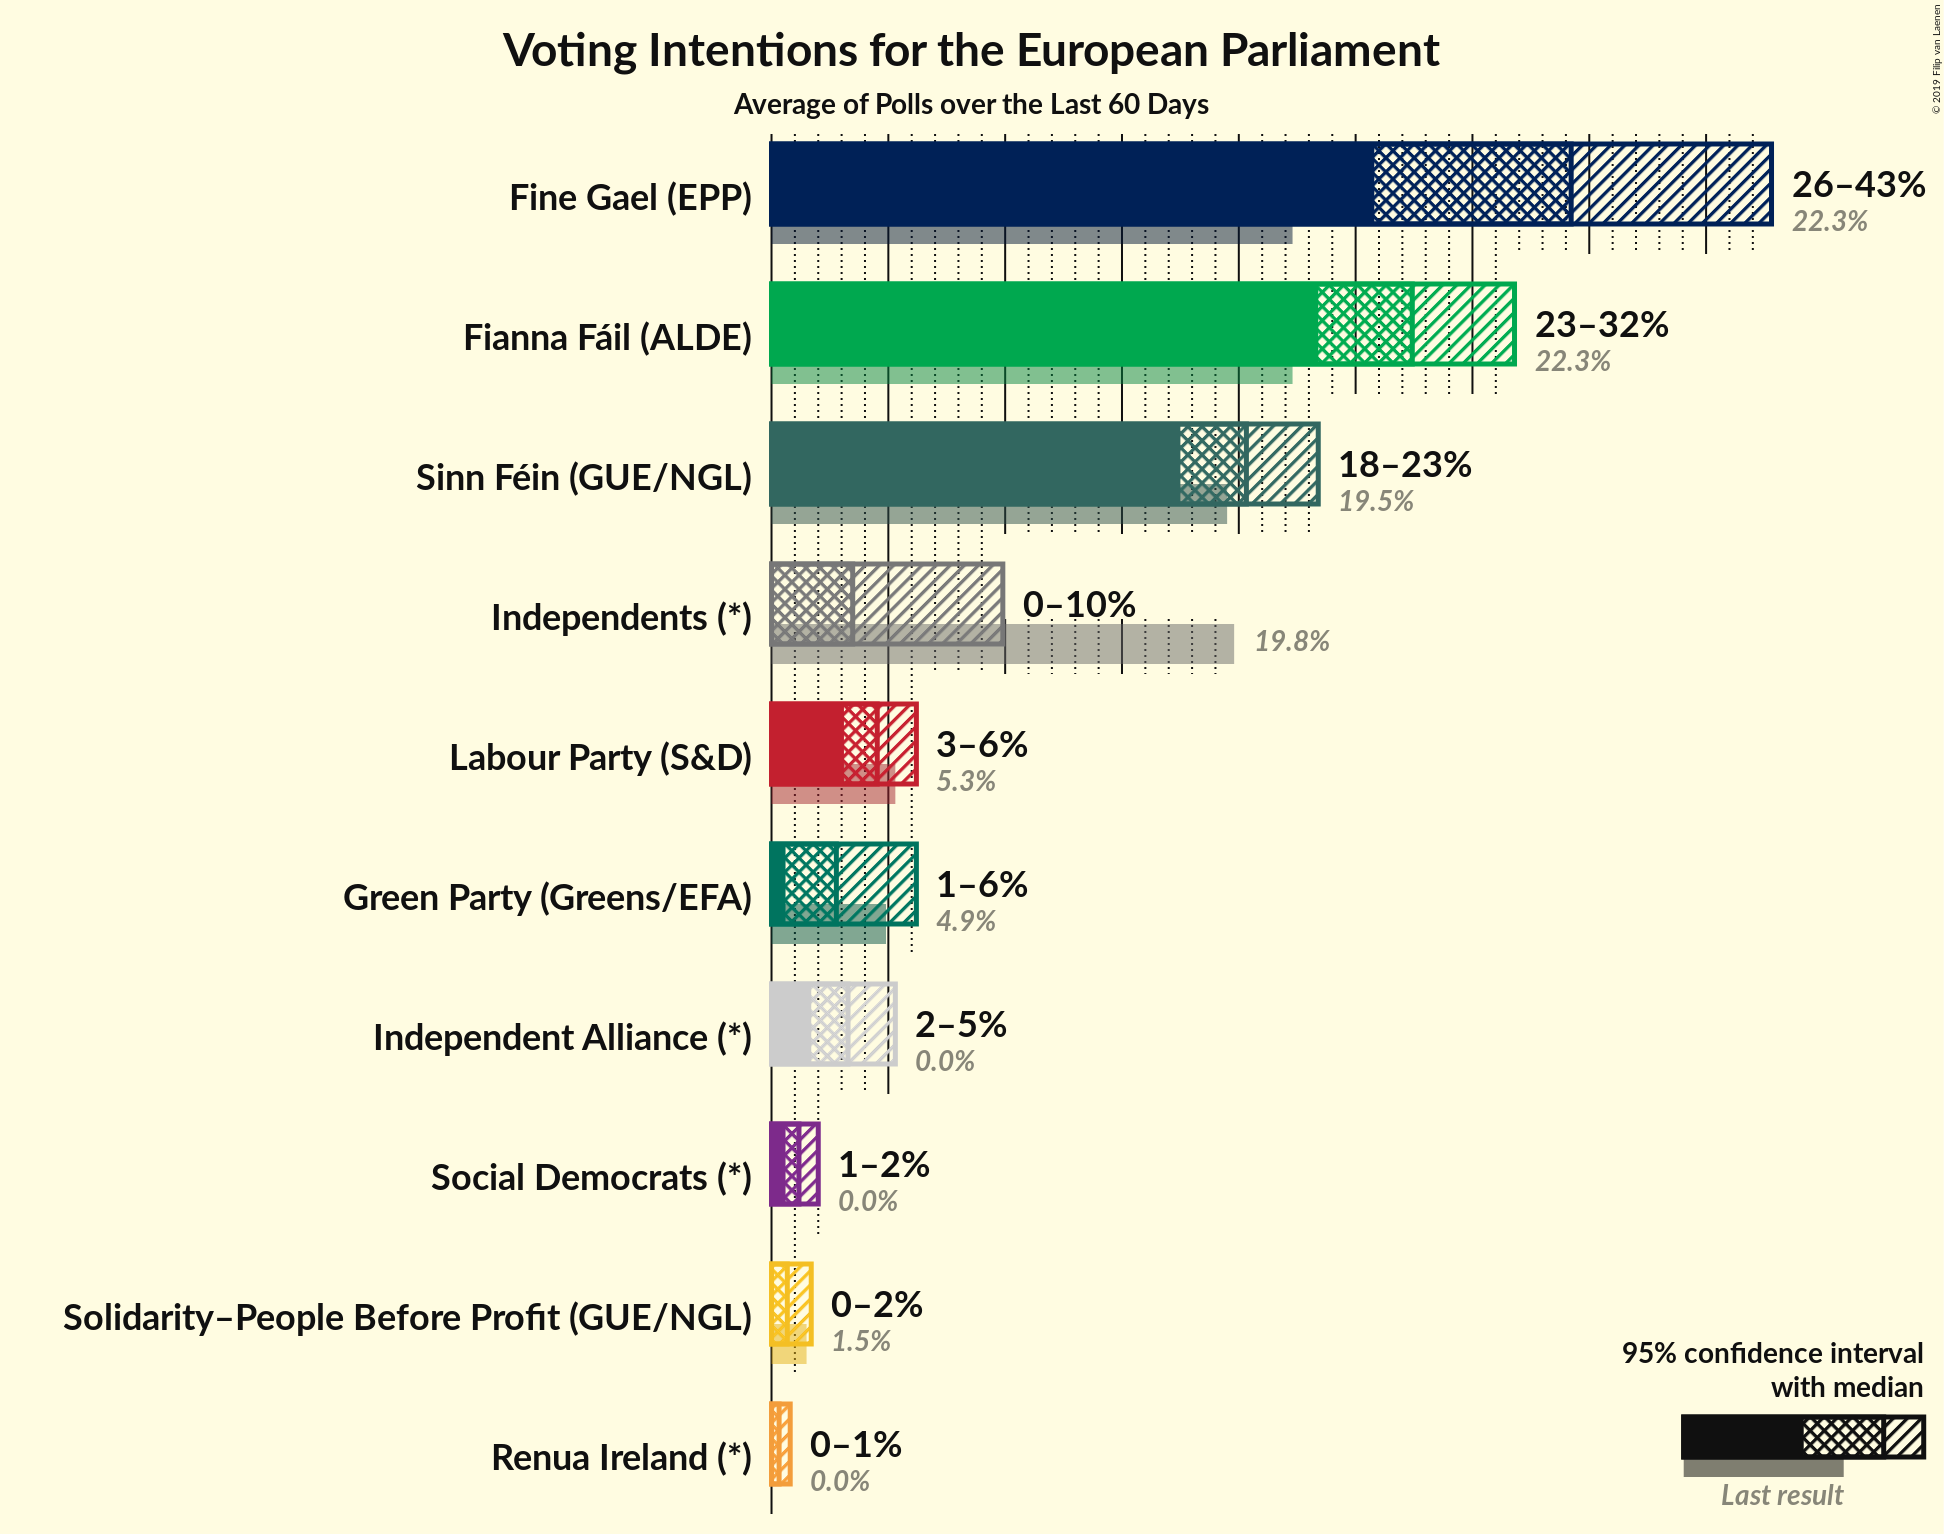 Voting Intentions for the European Parliament
Average of Polls over the Last 60 Days
© 2019 Filip van Laenen
Fine Gael (EPP)
26–43%
22.3%
Fianna Fáil (ALDE)
23–32%
22.3%
Sinn Féin (GUE/NGL)
18–23%
19.5%
Independents (*)
0–10%
19.8%
Labour Party (S&D)
3–6%
5.3%
Green Party (Greens/EFA)
1–6%
4.9%
Independent Alliance (*)
2–5%
0.0%
Social Democrats (*)
1–2%
0.0%
Solidarity–People Before Profit (GUE/NGL)
0–2%
1.5%
Renua Ireland (*)
0–1%
0.0%
95% confidence interval
with median
Last result